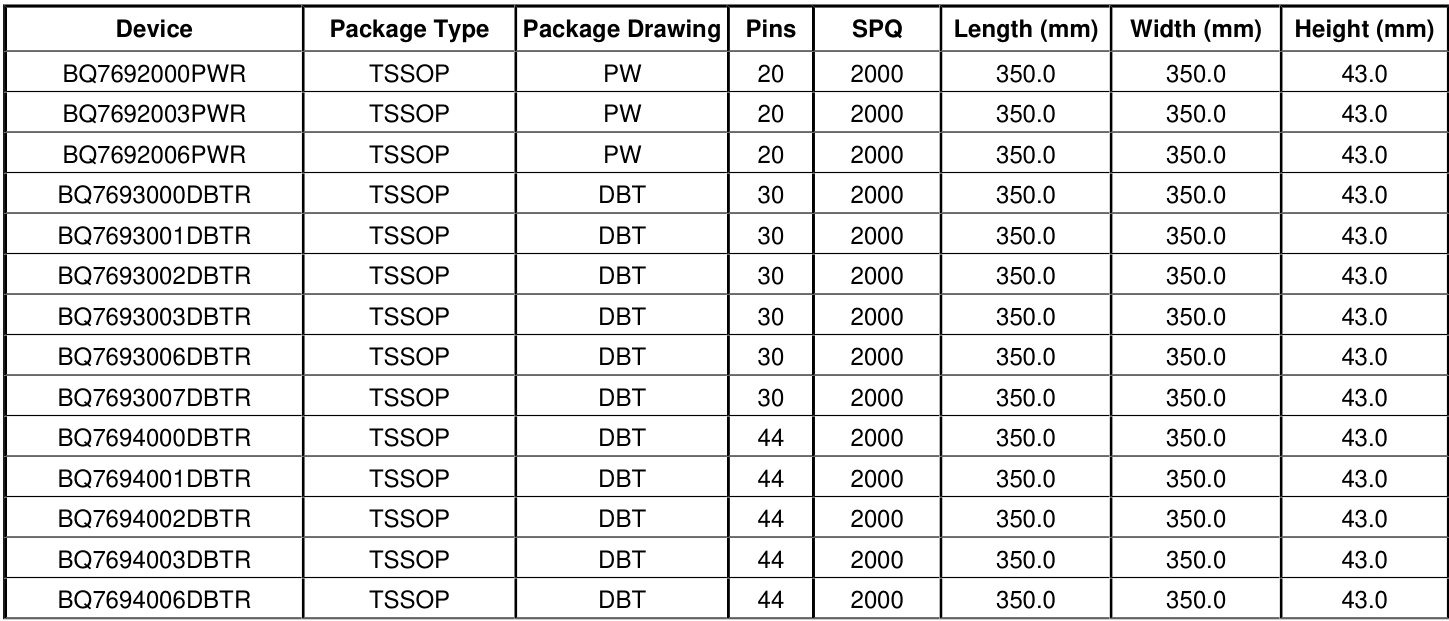 Device Package Type Package Drawing Pins SPQ Length (mm) Width (mm) Height (mm)
BQ7692000PWR TSSOP PW 20 2000 350.0 350.0 43.0
BQ7692003PWR TSSOP PW 20 2000 350.0 350.0 43.0
BQ7692006PWR TSSOP PW 20 2000 350.0 350.0 43.0
BQ7693000DBTR TSSOP DBT 30 2000 350.0 350.0 43.0
BQ7693001DBTR TSSOP DBT 30 2000 350.0 350.0 43.0
BQ7693002DBTR TSSOP DBT 30 2000 350.0 350.0 43.0
BQ7693003DBTR TSSOP DBT 30 2000 350.0 350.0 43.0
BQ7693006DBTR TSSOP DBT 30 2000 350.0 350.0 43.0
BQ7693007DBTR TSSOP DBT 30 2000 350.0 350.0 43.0
BQ7694000DBTR TSSOP DBT 44 2000 350.0 350.0 43.0
BQ7694001DBTR TSSOP DBT 44 2000 350.0 350.0 43.0
BQ7694002DBTR TSSOP DBT 44 2000 350.0 350.0 43.0
BQ7694003DBTR TSSOP DBT 44 2000 350.0 350.0 43.0
BQ7694006DBTR TSSOP DBT 44 2000 350.0 350.0 43.0